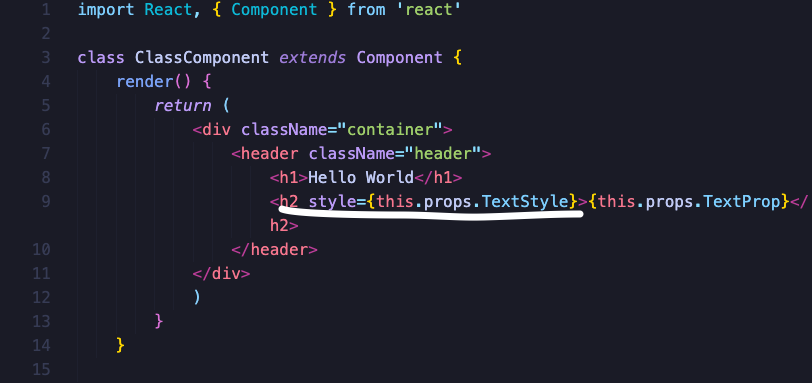 1 import React, { Component } from 'react'
2
3 class ClassComponent extends Component {
4 render() {
5 return (
6 <div className="container">
7 <header className="header">
8 <h1>Hello World</h1>
9 <h2 style={this.props.TextStyle}>{this.props.TextProp}</
h2>
10 </header>
11 </div>
12 )
13 }
14 }
15